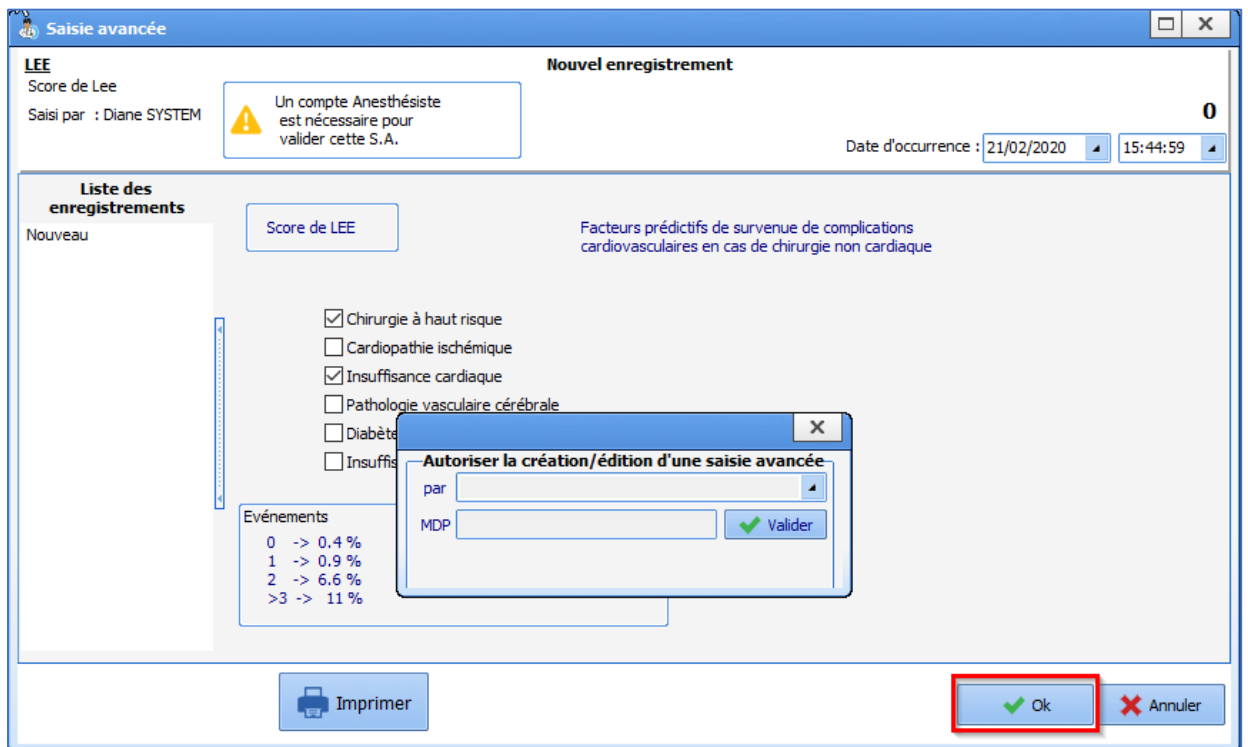 Saisie avancée
LEE
Score de Lee
Saisi par : Diane SYSTEM
Un compte Anesthésiste
est nécessaire pour
valider cette S.A.
Nouvel enregistrement
0
Date d'occurrence : 21/02/2020 15:44:59
Liste des
enregistrements
Nouveau
Score de LEE
Facteurs prédictifs de survenue de complications
cardiovasculaires en cas de chirurgie non cardiaque
Chirurgie à haut risque
Cardiopathie ischémique
Insuffisance cardiaque
Pathologie vasculaire cérébrale
Diabète
Insuffis
Autoriser la création/édition d'une saisie avancée
par
MDP Valider
Evénements
0 -> 0.4 %
1 -> 0.9 %
2 -> 6.6 %
>3 -> 11 %
Imprimer
Ok
Annuler